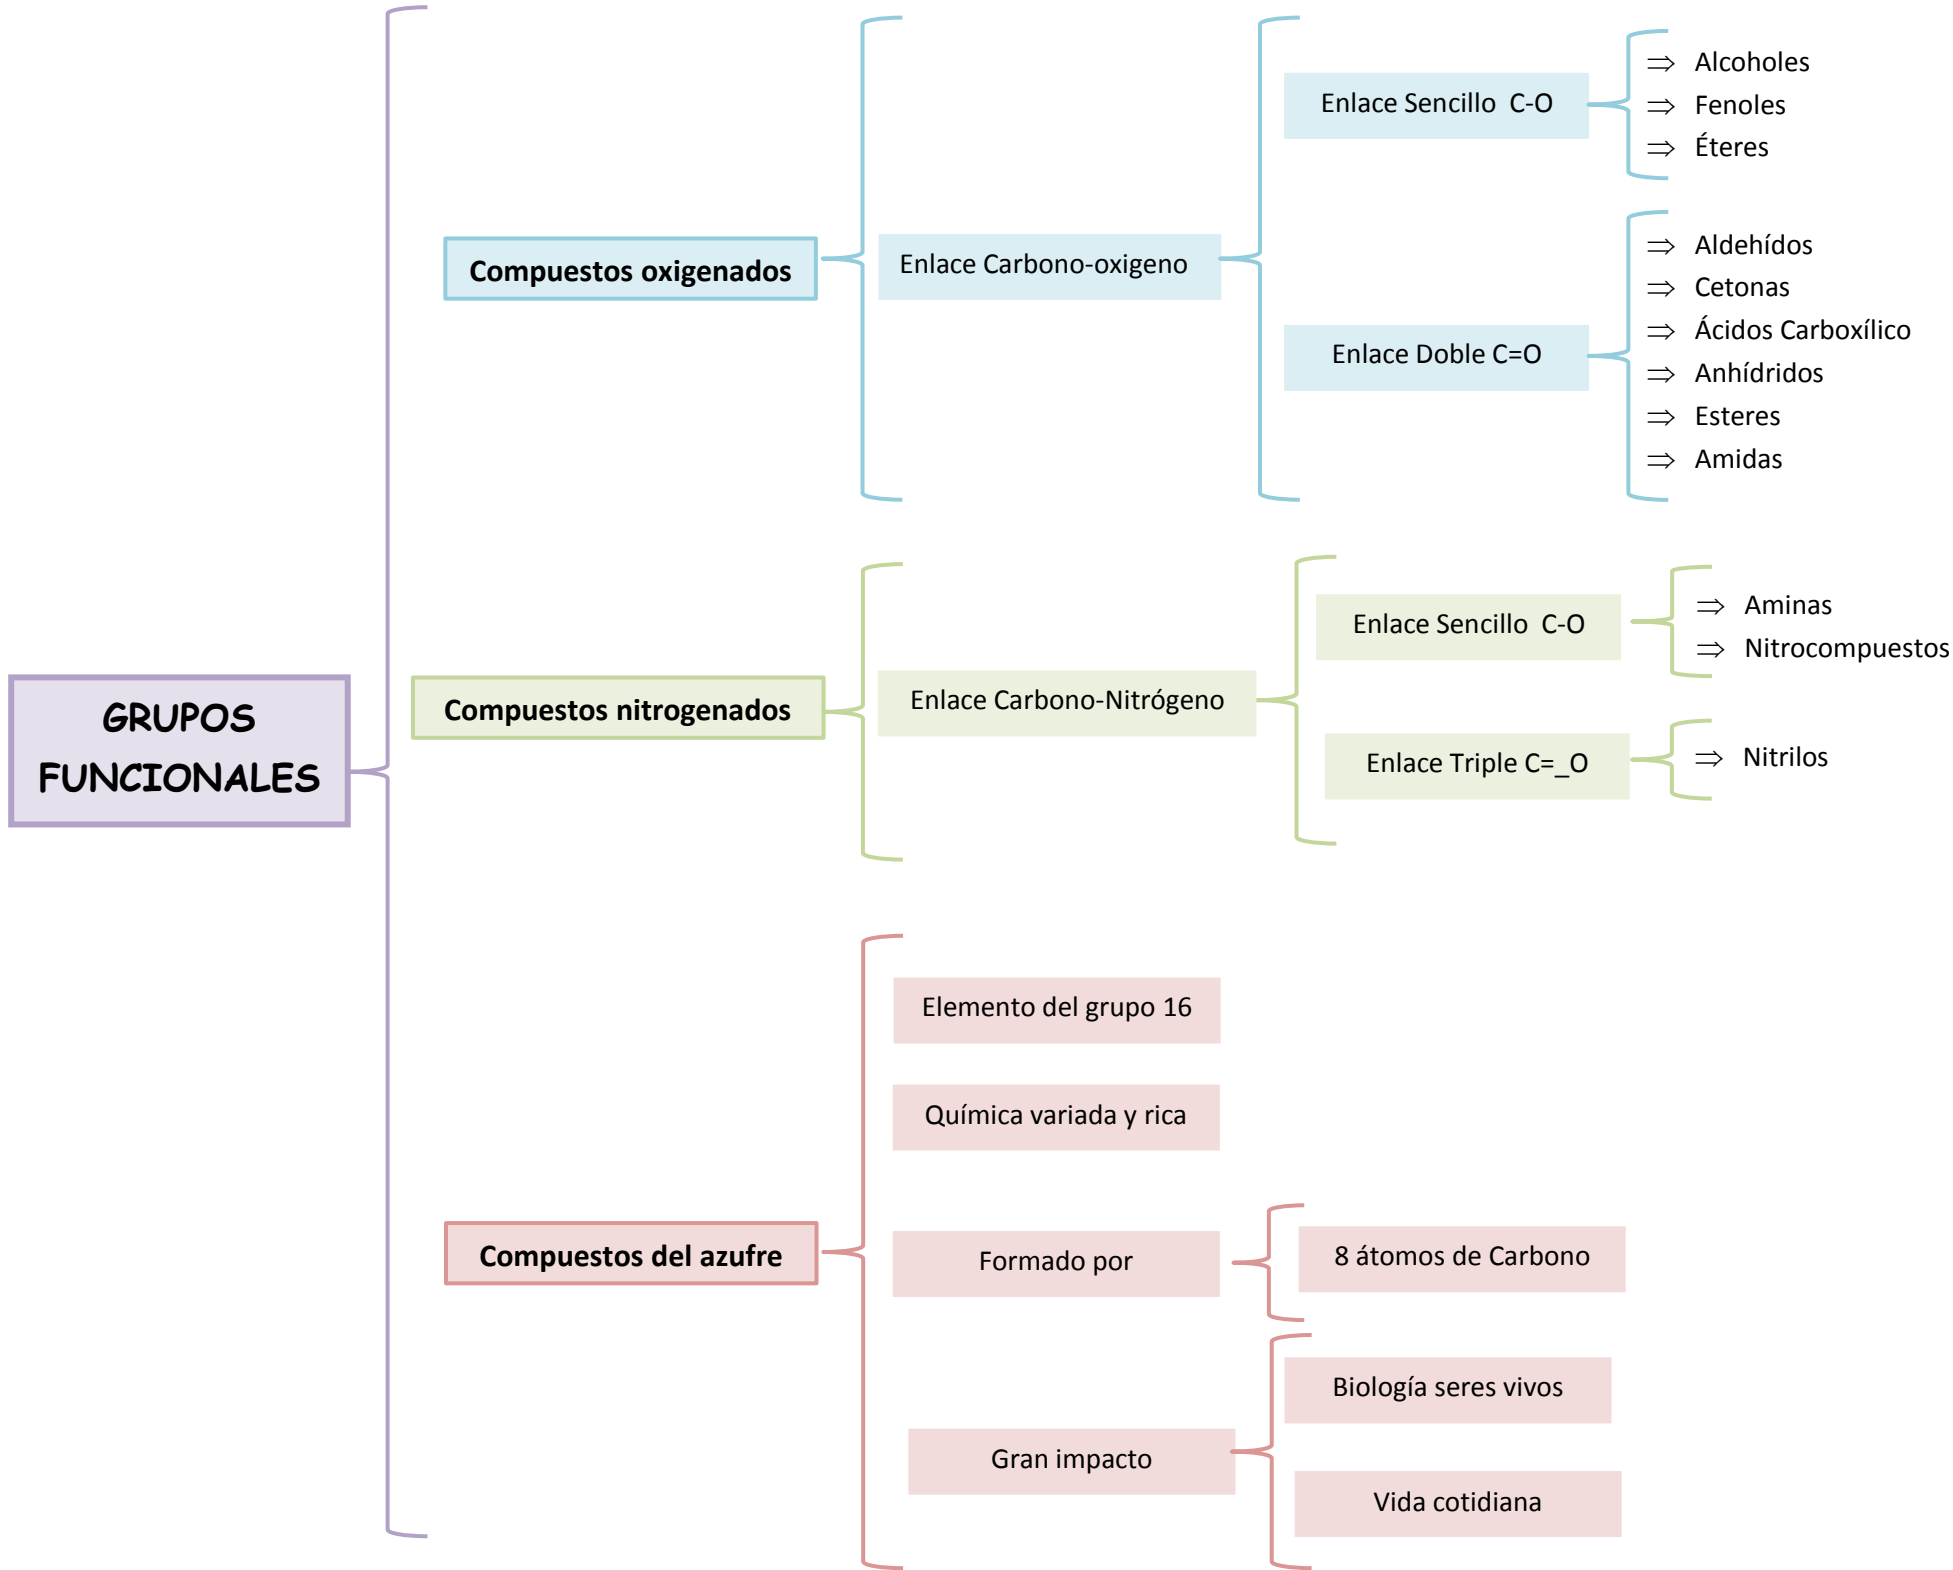 GRUPOS
FUNCIONALES
Compuestos oxigenados
Enlace Carbono-oxigeno
Enlace Sencillo C-O
⇒ Alcoholes
⇒ Fenoles
⇒ Éteres
Enlace Doble C=O
⇒ Aldehídos
⇒ Cetonas
⇒ Ácidos Carboxílico
⇒ Anhídridos
⇒ Esteres
⇒ Amidas
Compuestos nitrogenados
Enlace Carbono-Nitrógeno
Enlace Sencillo C-O
⇒ Aminas
⇒ Nitrocompuestos
Enlace Triple C=_O
⇒ Nitrilos
Compuestos del azufre
Elemento del grupo 16
Química variada y rica
Formado por
8 átomos de Carbono
Gran impacto
Biología seres vivos
Vida cotidiana